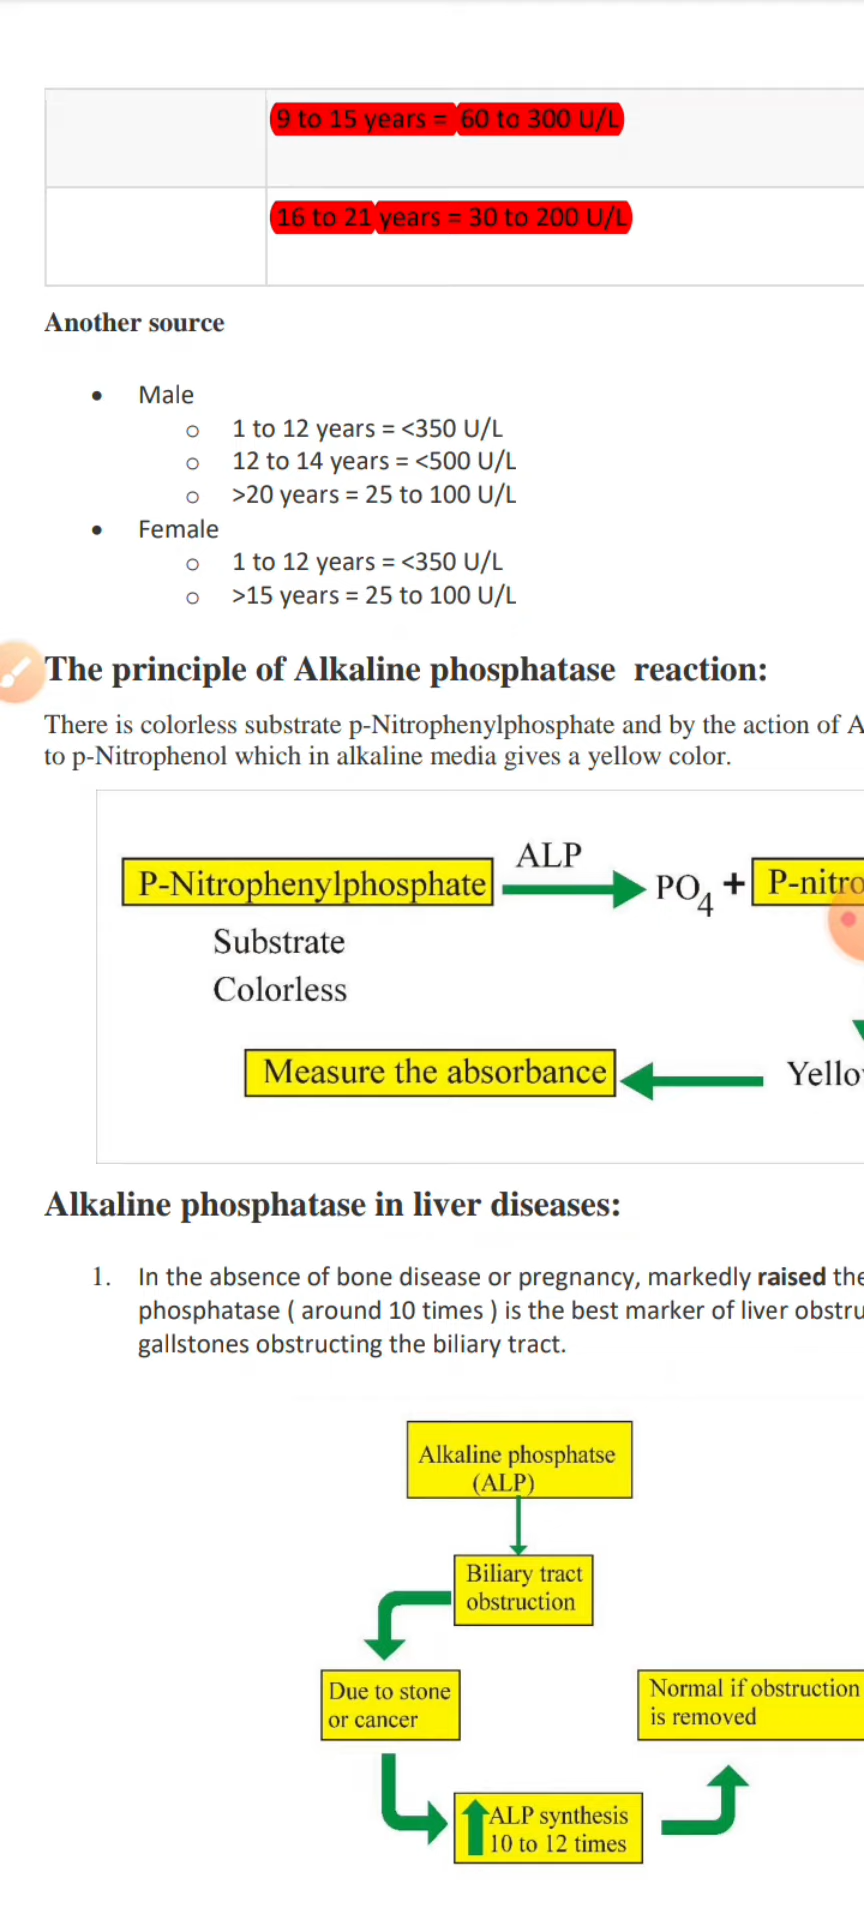 9 to 15 years = 60 to 300 U/L
16 to 21 years = 30 to 200 U/L
Another source
• Male
o 1 to 12 years = <350 U/L
o 12 to 14 years = <500 U/L
o >20 years = 25 to 100 U/L
• Female
o 1 to 12 years = <350 U/L
o >15 years = 25 to 100 U/L
The principle of Alkaline phosphatase reaction:
There is colorless substrate p-Nitrophenylphosphate and by the action of
to p-Nitrophenol which in alkaline media gives a yellow color.
ALP
P-Nitrophenylphosphate PO4 + P-nitro
Substrate
Colorless
Measure the absorbance Yello
Alkaline phosphatase in liver diseases:
1. In the absence of bone disease or pregnancy, markedly raised the
phosphatase ( around 10 times ) is the best marker of liver obstru
gallstones obstructing the biliary tract.
Alkaline phosphatse
(ALP)
Biliary tract
obstruction
Due to stone
or cancer
Normal if obstruction
is removed
ALP synthesis
10 to 12 times